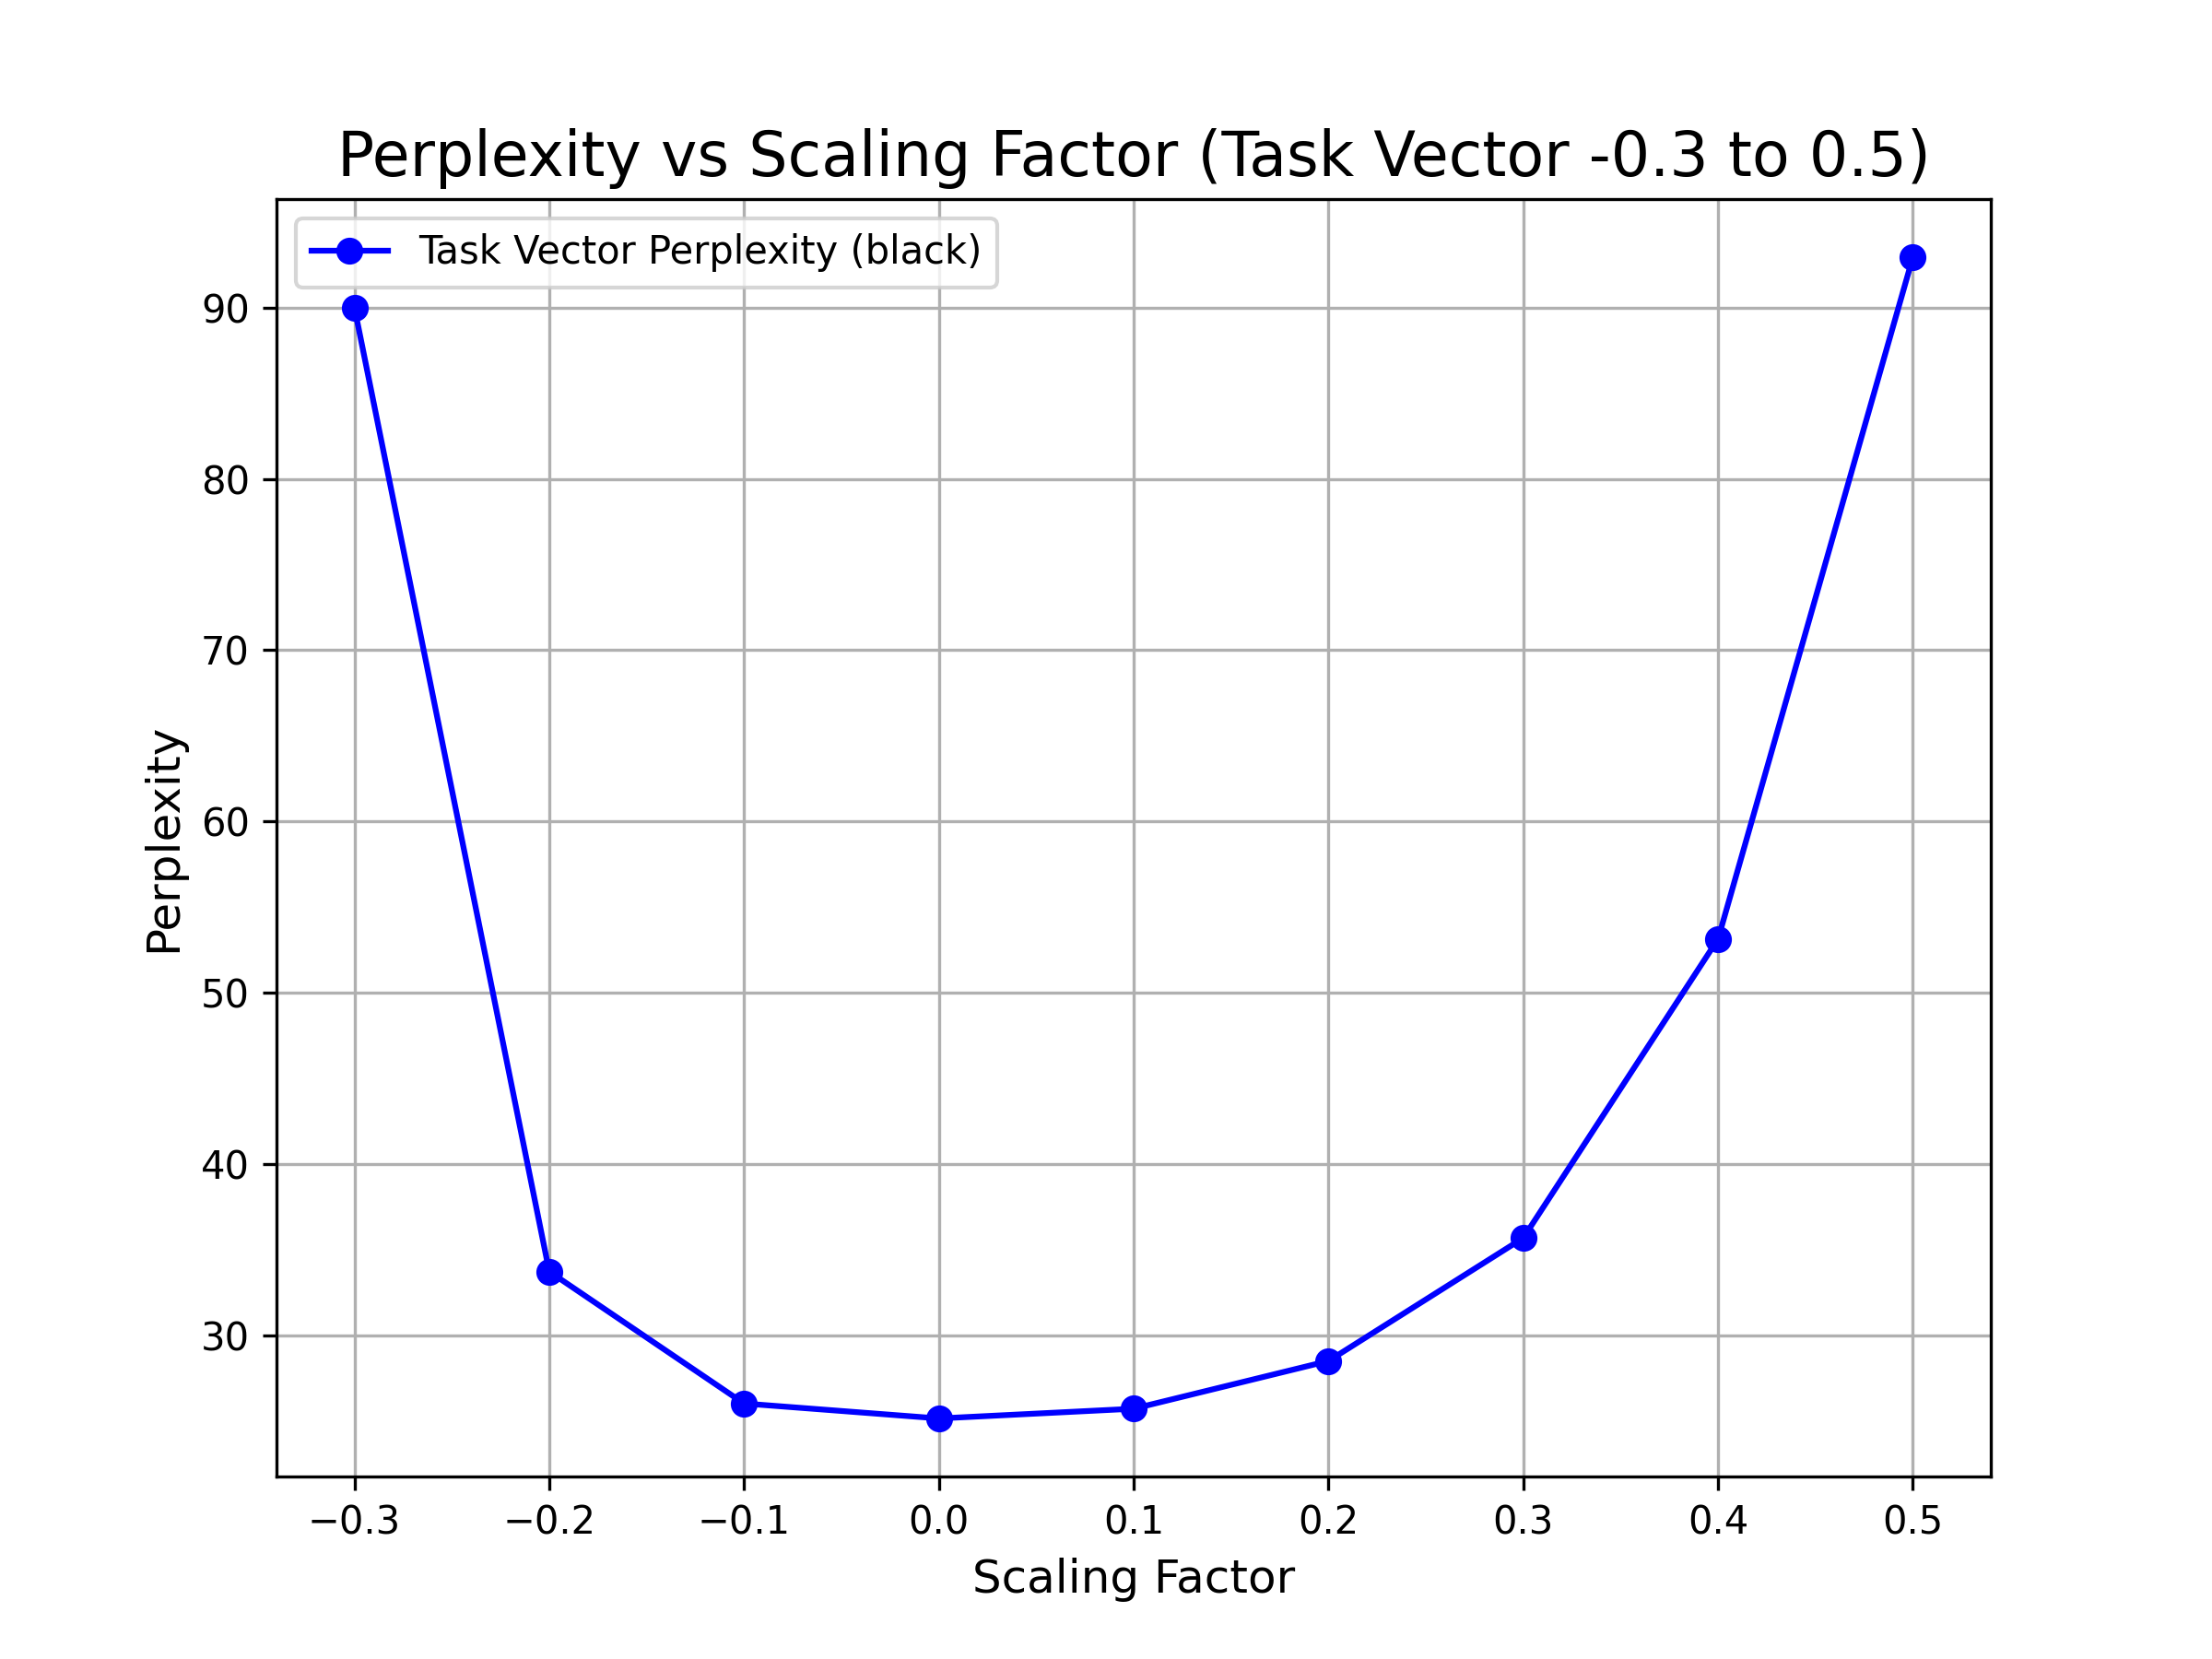 Perplexity vs Scaling Factor (Task Vector -0.3 to 0.5)
Task Vector Perplexity (black)
90
80
70
60
50
40
30
Perplexity
−0.3 −0.2 −0.1 0.0 0.1 0.2 0.3 0.4 0.5
Scaling Factor